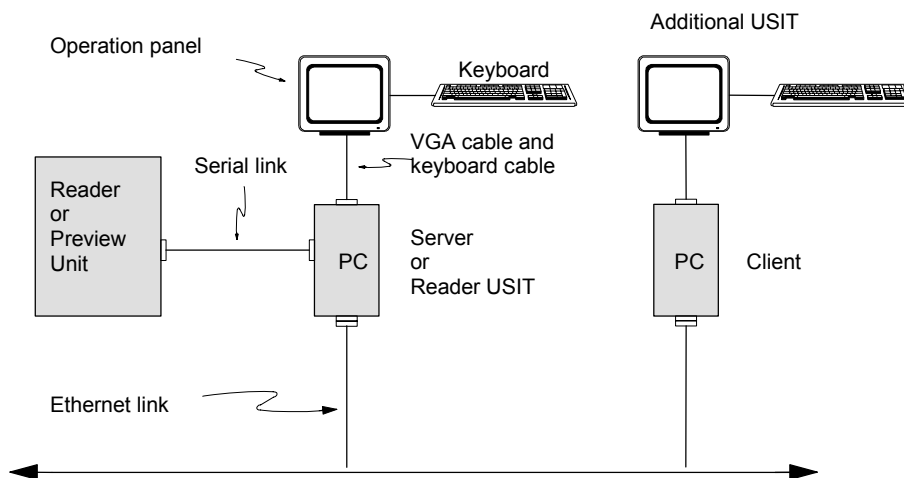 Additional USIT
Operation panel
Keyboard
VGA cable and
keyboard cable
Serial link
Reader
or
Preview
Unit
PC
Server
or
Reader USIT
PC
Client
Ethernet link